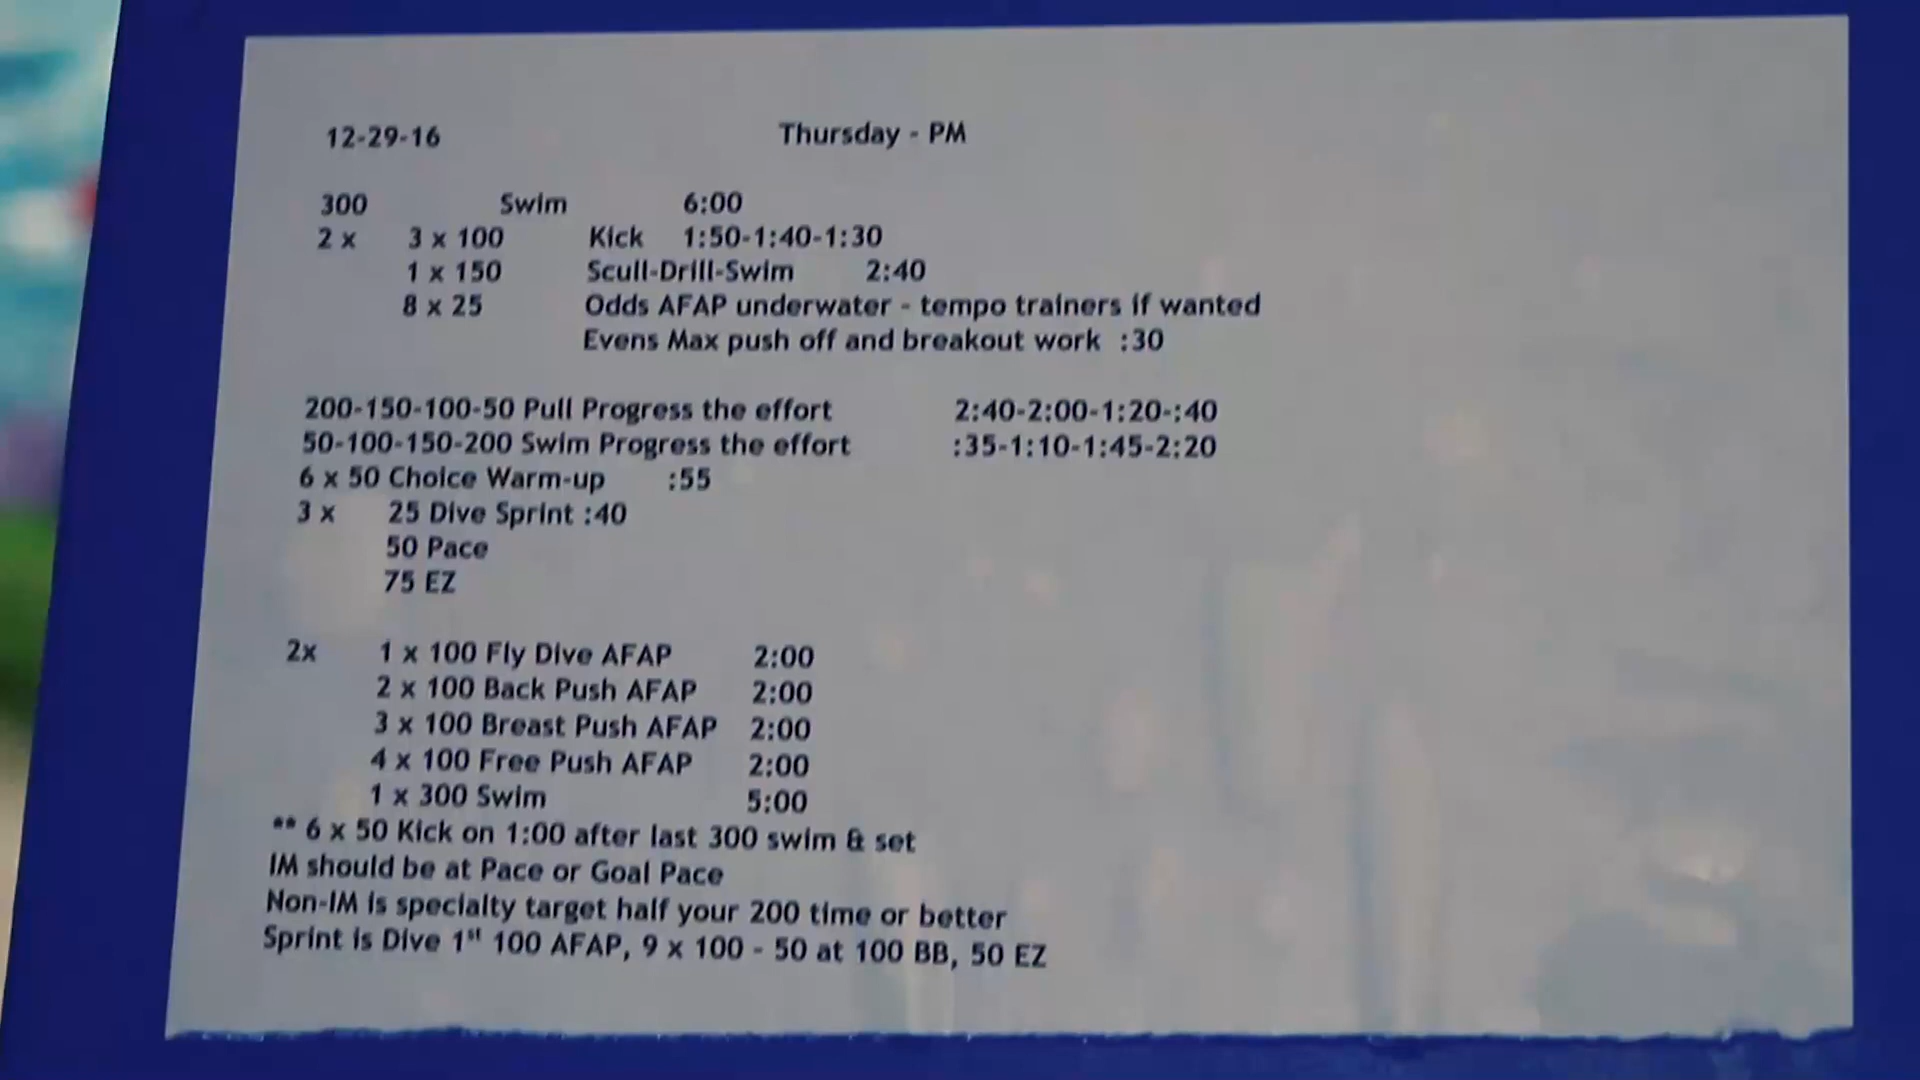 12-29-16 Thursday - PM
300 Swim 6:00
2 x 3 x 100 Kick 1:50-1:40-1:30
1 x 150 Scull-Drill-Swim 2:40
8 x 25 Odds AFAP underwater - tempo trainers if wanted
Evens Max push off and breakout work :30
200-150-100-50 Pull Progress the effort 2:40-2:00-1:20-:40
50-100-150-200 Swim Progress the effort :35-1:10-1:45-2:20
6 x 50 Choice Warm-up :55
3 x 25 Dive Sprint :40
50 Pace
75 EZ
2x 1 x 100 Fly Dive AFAP 2:00
2 x 100 Back Push AFAP 2:00
3 x 100 Breast Push AFAP 2:00
4 x 100 Free Push AFAP 2:00
1 x 300 Swim 5:00
** 6 x 50 Kick on 1:00 after last 300 swim & set
IM should be at Pace or Goal Pace
Non-IM is specialty target half your 200 time or better
Sprint is Dive 1st 100 AFAP, 9 x 100 - 50 at 100 BB, 50 EZ